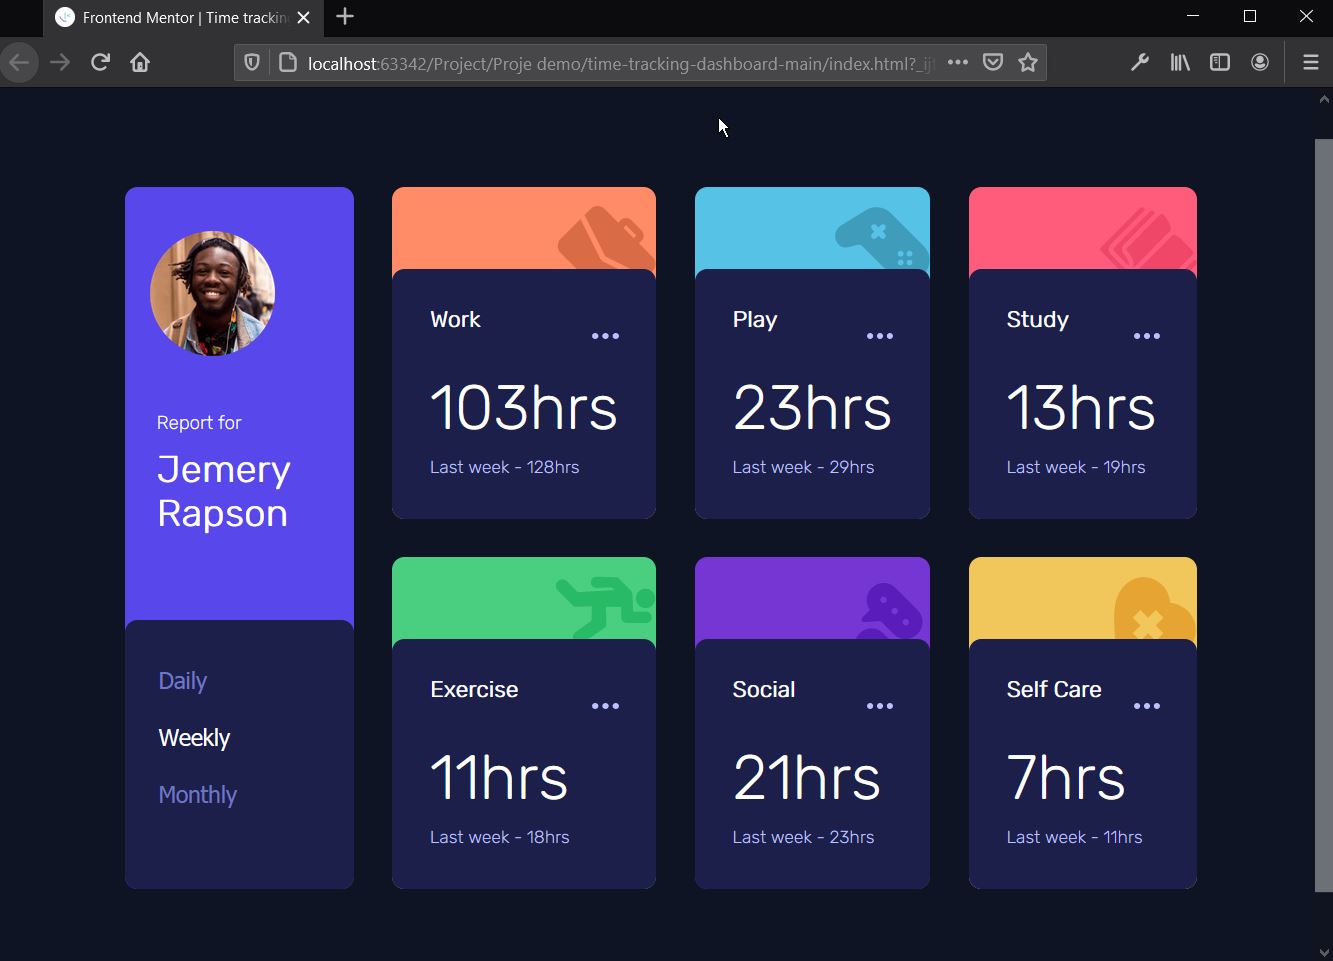 Frontend Mentor | Time trackin
localhost:63342/Project/Proje demo/time-tracking-dashboard-main/index.html?_ijt
Report for
Jemery
Rapson
Daily
Weekly
Monthly
Work
103hrs
Last week - 128hrs
Play
23hrs
Last week - 29hrs
Study
13hrs
Last week - 19hrs
Exercise
11hrs
Last week - 18hrs
Social
21hrs
Last week - 23hrs
Self Care
7hrs
Last week - 11hrs